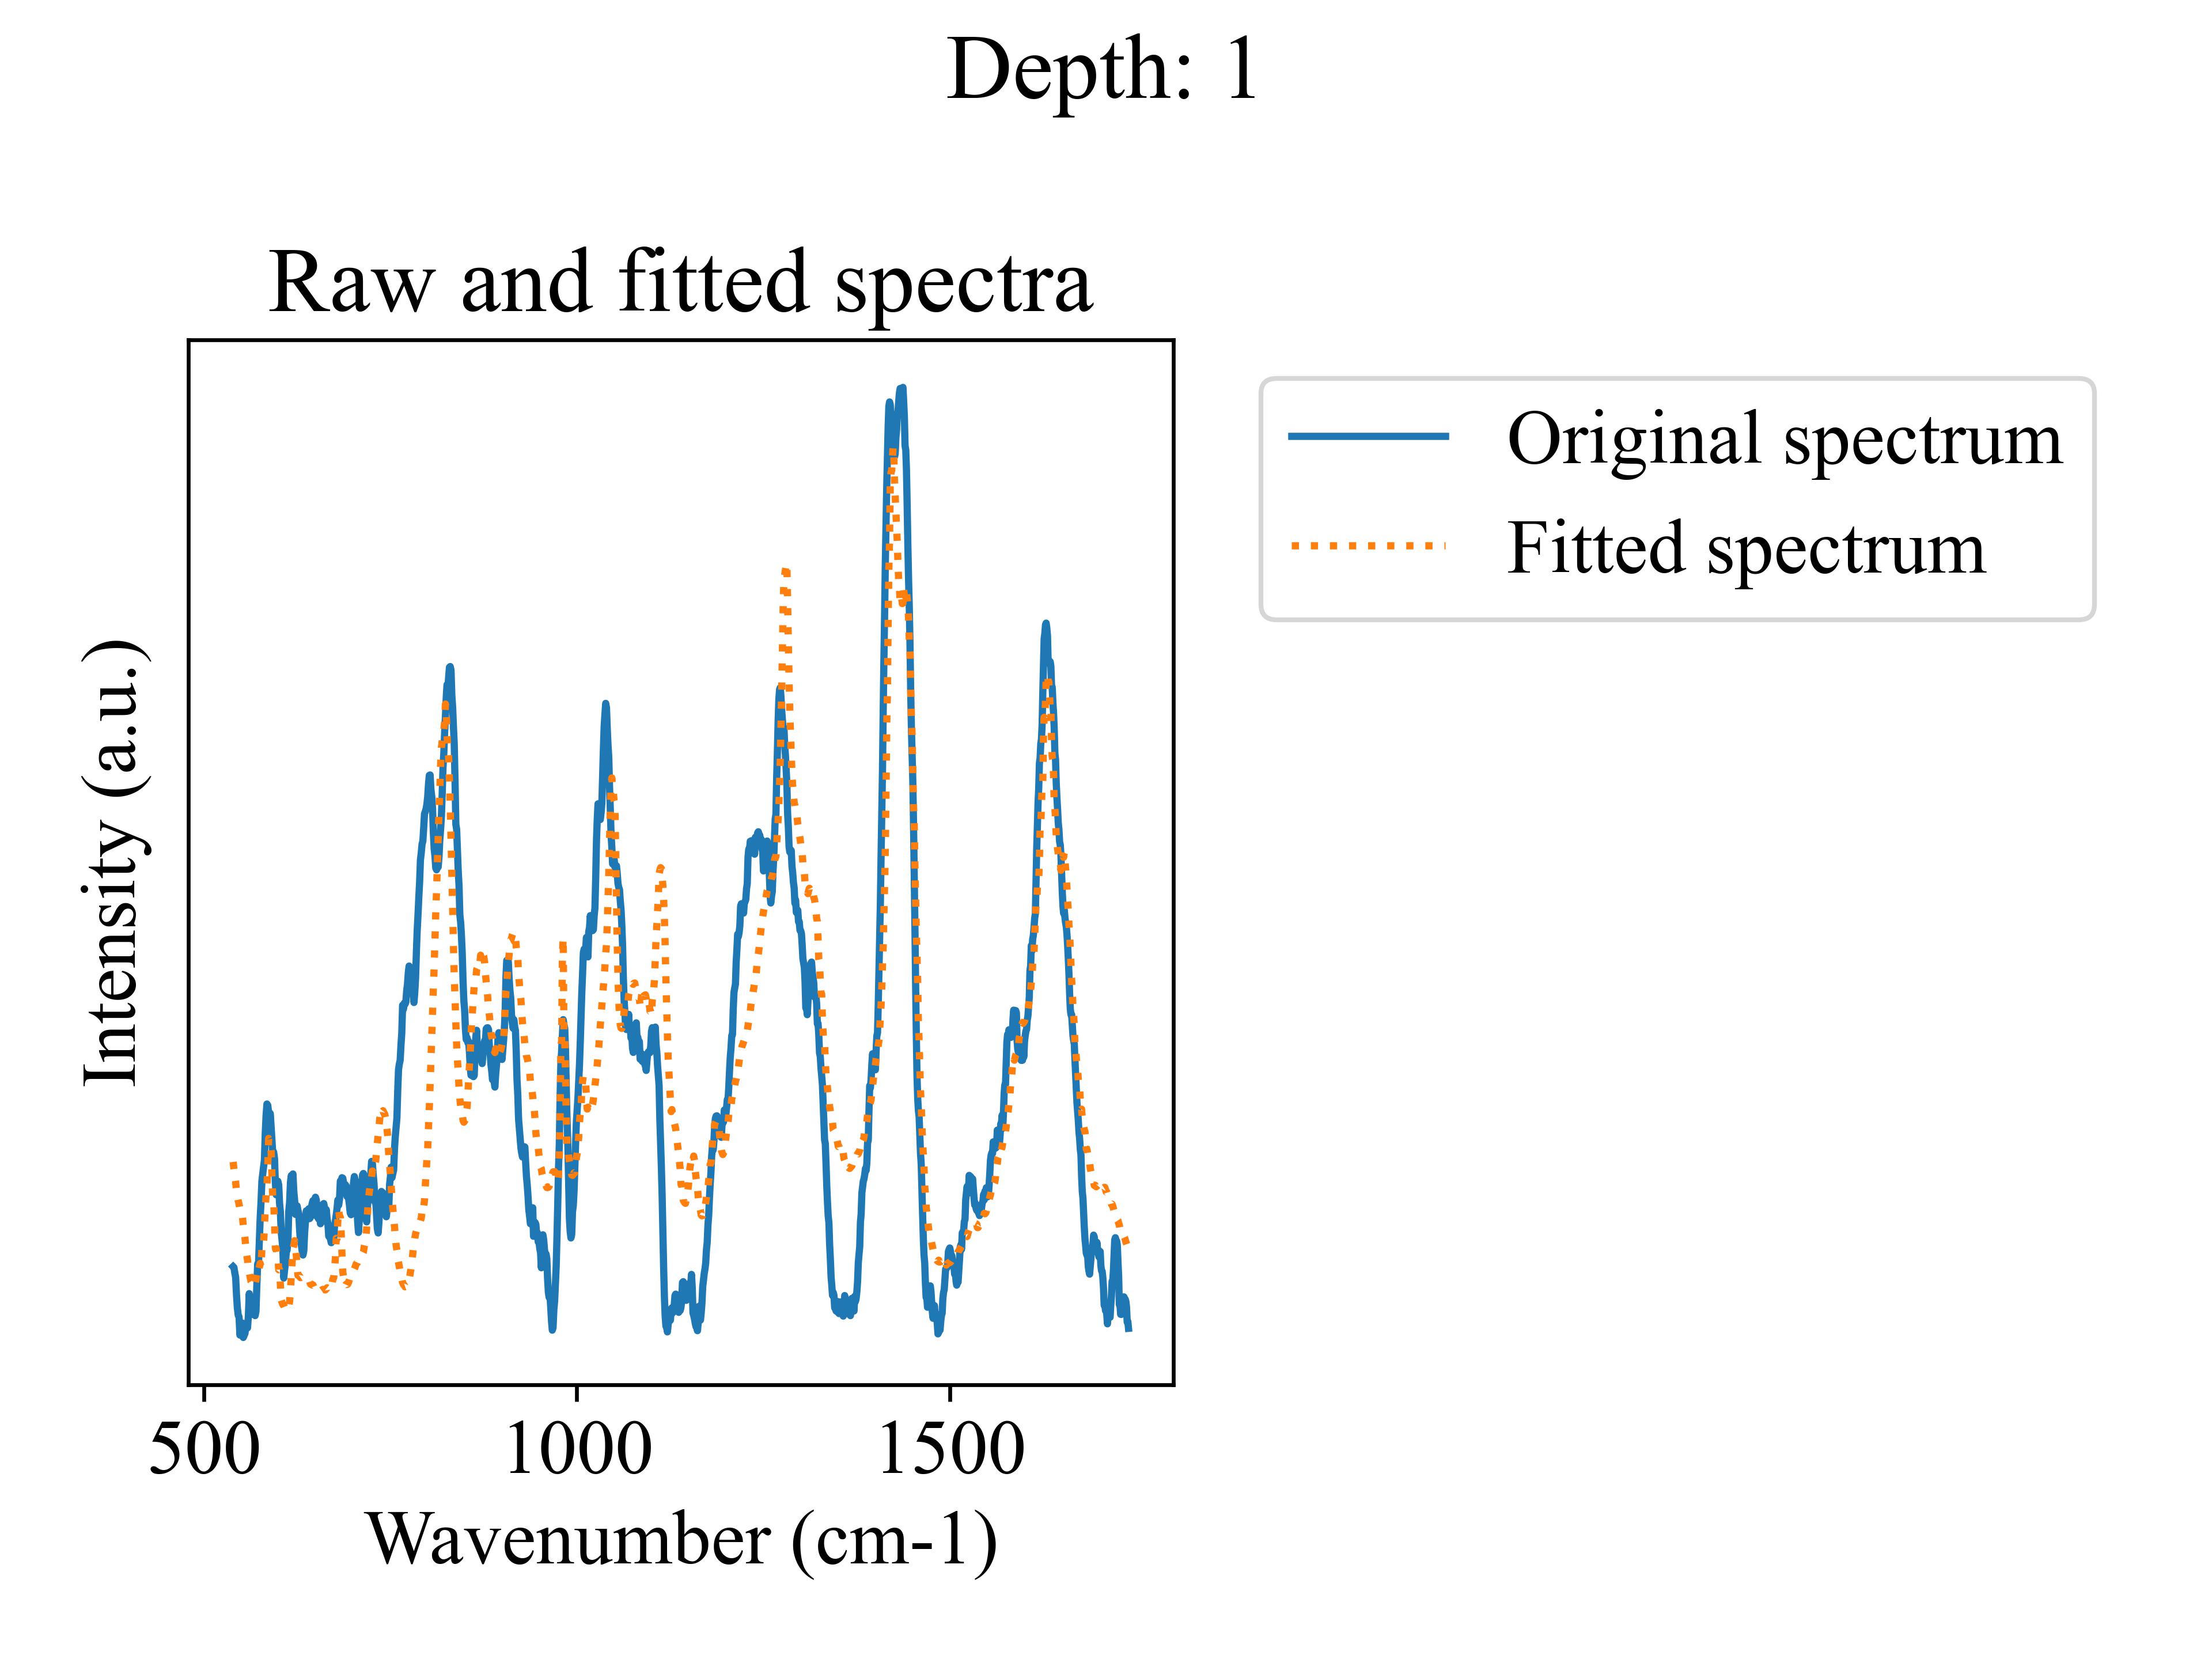 Depth: 1
Raw and fitted spectra
Original spectrum
Fitted spectrum
Intensity (a.u.)
500
1000
1500
Wavenumber (cm-1)